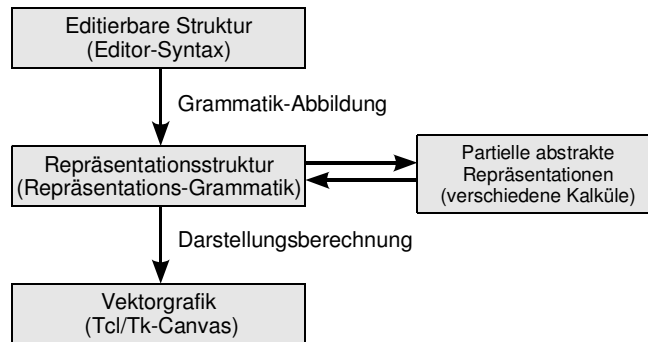 Editierbare Struktur
(Editor-Syntax)
Grammatik-Abbildung
Repräsentationsstruktur
(Repräsentations-Grammatik)
Partielle abstrakte
Repräsentationen
(verschiedene Kalküle)
Darstellungsberechnung
Vektorgrafik
(Tcl/Tk-Canvas)